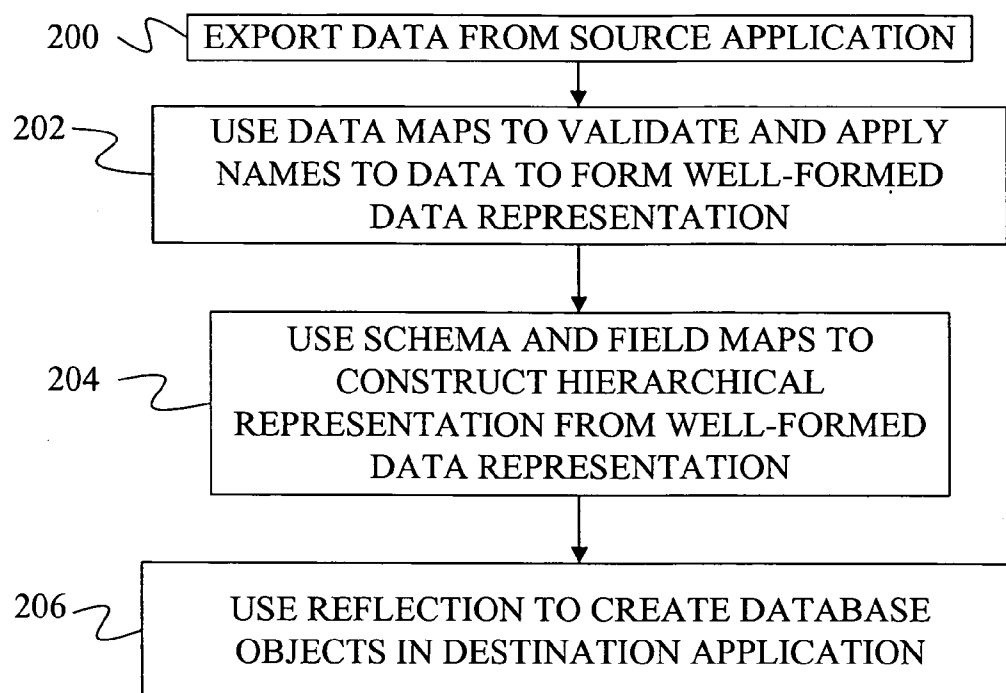 200
EXPORT DATA FROM SOURCE APPLICATION
202
USE DATA MAPS TO VALIDATE AND APPLY
NAMES TO DATA TO FORM WELL-FORMED
DATA REPRESENTATION
204
USE SCHEMA AND FIELD MAPS TO
CONSTRUCT HIERARCHICAL
REPRESENTATION FROM WELL-FORMED
DATA REPRESENTATION
206
USE REFLECTION TO CREATE DATABASE
OBJECTS IN DESTINATION APPLICATION